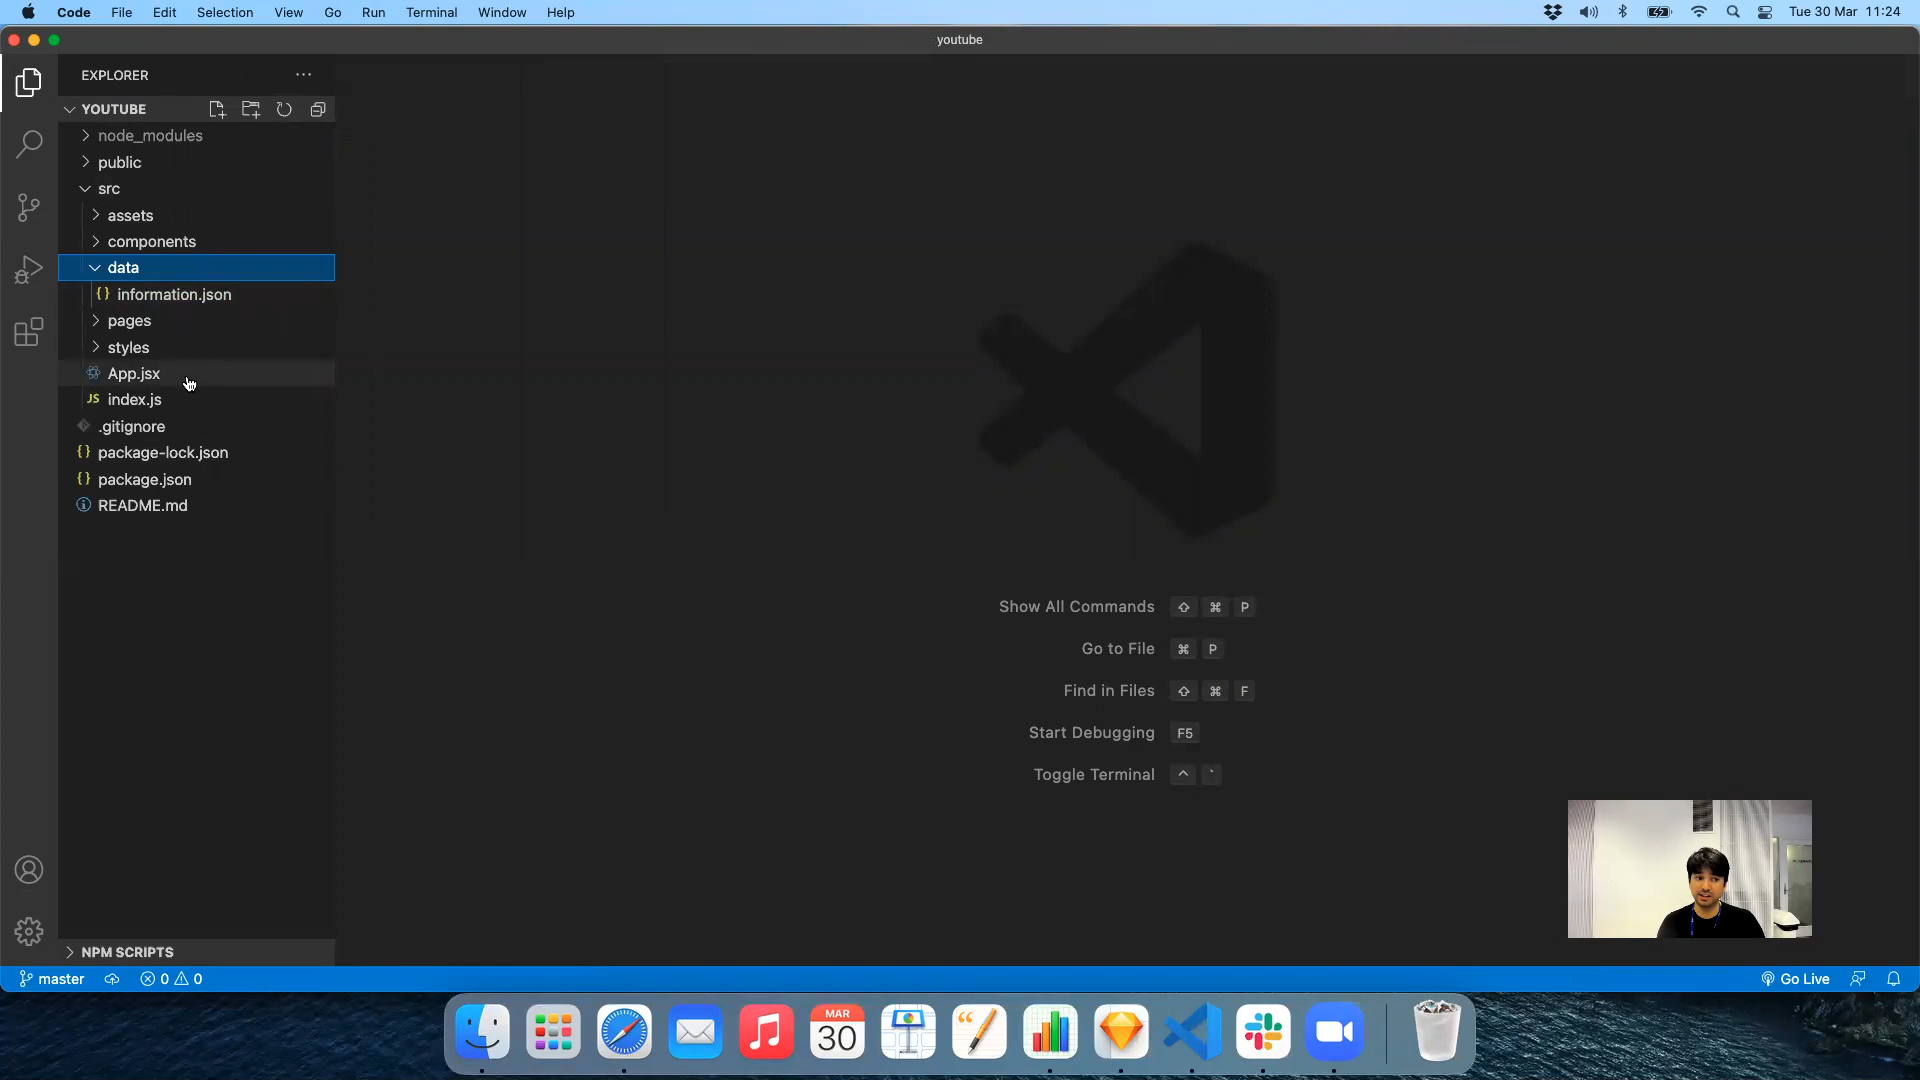 Code File Edit Selection View Go Run Terminal Window Help Tue 30 Mar 11:24
youtube
EXPLORER
YOUTUBE
node_modules
public
src
assets
components
data
{} information.json
pages
styles
App.jsx
JS index.js
.gitignore
{} package-lock.json
{} package.json
README.md
Show All Commands ⇧ ⌘ P
Go to File ⌘ P
Find in Files ⇧ ⌘ F
Start Debugging F5
Toggle Terminal ^ `
NPM SCRIPTS
master 0 0 Go Live
MAR
30